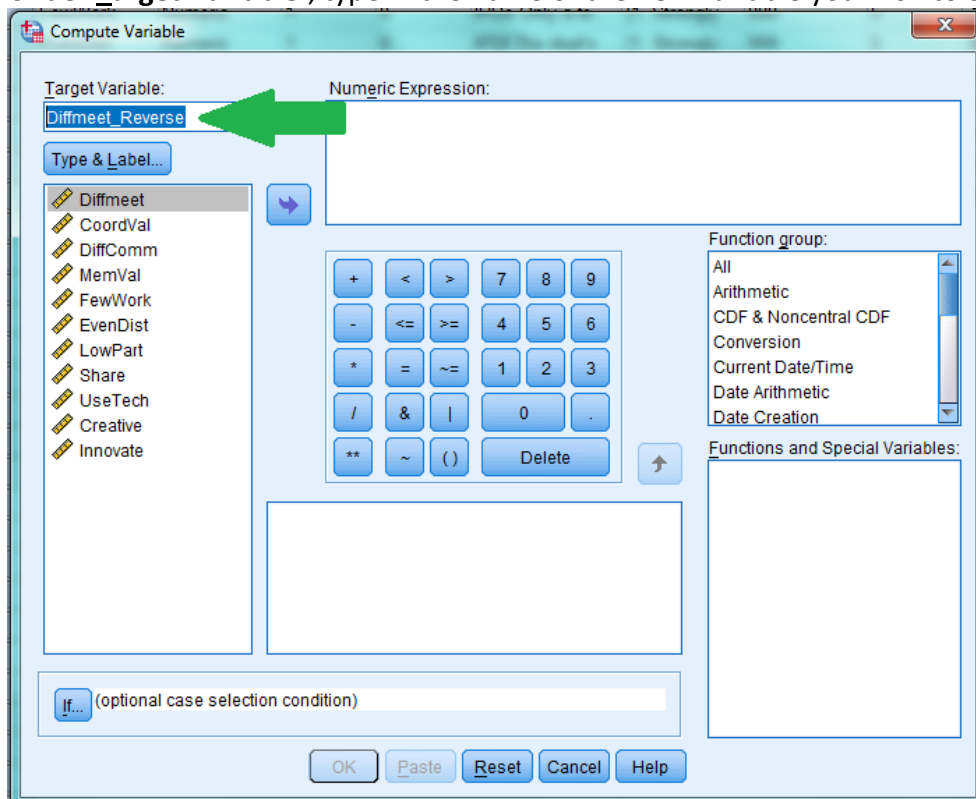 Compute Variable
Target Variable:
Numeric Expression:
Diffmeet_Reverse
Type & Label...
Diffmeet
CoordVal
DiffComm
MemVal
FewWork
EvenDist
LowPart
Share
UseTech
Creative
Innovate
+ < > 7 8 9
- <= >= 4 5 6
* = ~= 1 2 3
/ & | 0 .
** ~ () Delete
Function group:
All
Arithmetic
CDF & Noncentral CDF
Conversion
Current Date/Time
Date Arithmetic
Date Creation
Functions and Special Variables:
If... (optional case selection condition)
OK Paste Reset Cancel Help